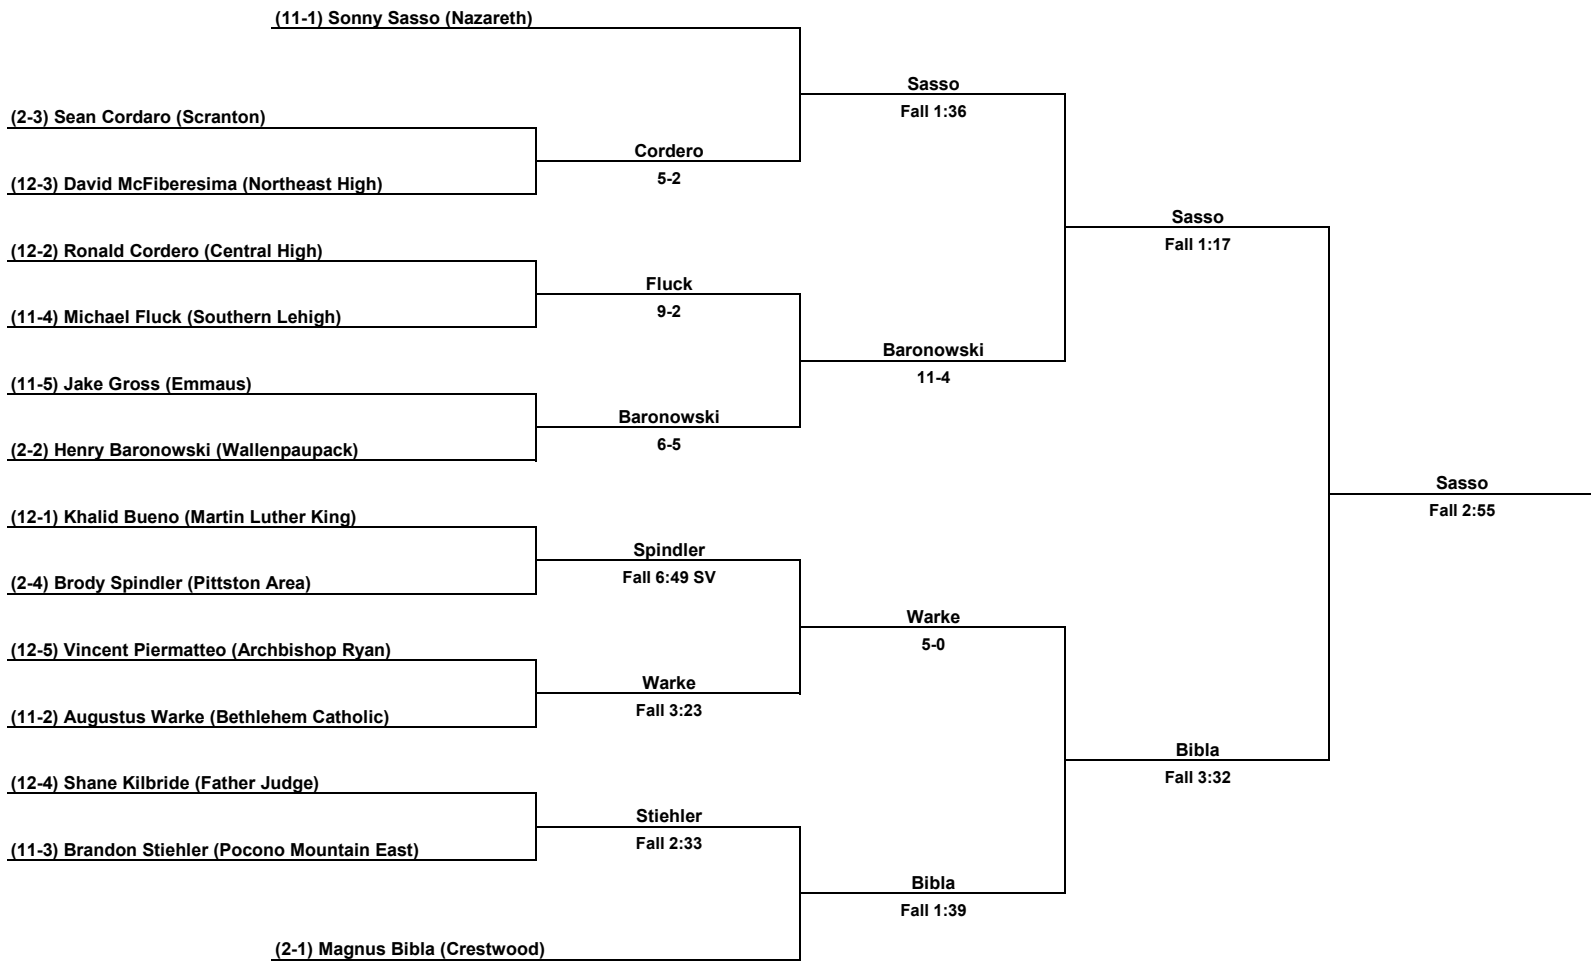 (11-1) Sonny Sasso (Nazareth)
Sasso
Fall 1:36
(2-3) Sean Cordaro (Scranton)
Cordero
5-2
(12-3) David McFiberesima (Northeast High)
Sasso
Fall 1:17
(12-2) Ronald Cordero (Central High)
Fluck
9-2
(11-4) Michael Fluck (Southern Lehigh)
Baronowski
11-4
(11-5) Jake Gross (Emmaus)
Baronowski
6-5
(2-2) Henry Baronowski (Wallenpaupack)
Sasso
Fall 2:55
(12-1) Khalid Bueno (Martin Luther King)
Spindler
Fall 6:49 SV
(2-4) Brody Spindler (Pittston Area)
Warke
5-0
(12-5) Vincent Piermatteo (Archbishop Ryan)
Warke
Fall 3:23
(11-2) Augustus Warke (Bethlehem Catholic)
Bibla
Fall 3:32
(12-4) Shane Kilbride (Father Judge)
Stiehler
Fall 2:33
(11-3) Brandon Stiehler (Pocono Mountain East)
Bibla
Fall 1:39
(2-1) Magnus Bibla (Crestwood)